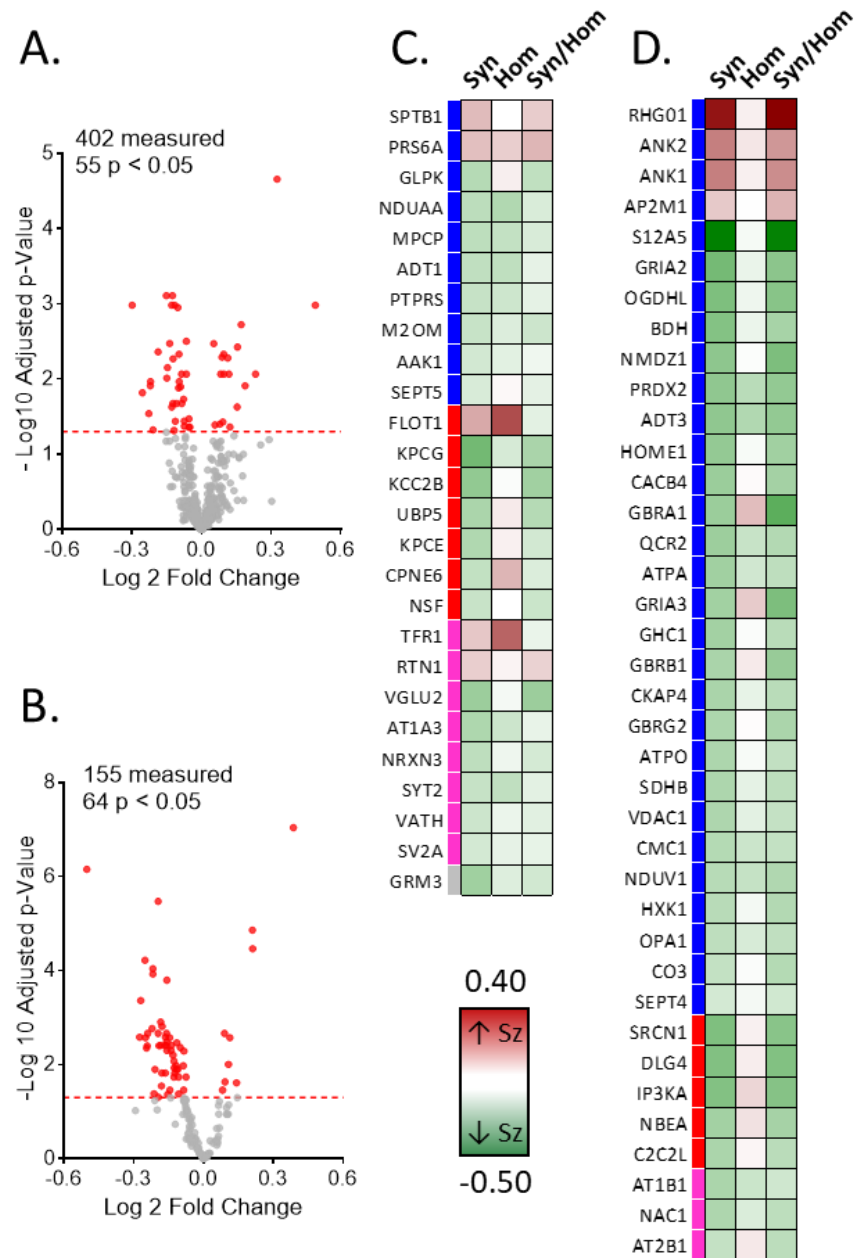 A.
402 measured
55 p < 0.05
5
4
3
2
1
0
-0.6
-0.3
0.0
0.3
0.6
- Log10 Adjusted p-Value
Log 2 Fold Change
B.
155 measured
64 p < 0.05
8
6
4
2
0
-0.6
-0.3
0.0
0.3
0.6
-Log 10 Adjusted p-Value
Log 2 Fold Change
C.
Syn
Hom
Syn/Hom
SPTB1
PRS6A
GLPK
NDUAA
MPCP
ADT1
PTPRS
M2OM
AAK1
SEPT5
FLOT1
KPCG
KCC2B
UBP5
KPCE
CPNE6
NSF
TFR1
RTN1
VGLU2
AT1A3
NRXN3
SYT2
VATH
SV2A
GRM3
0.40
↑ Sz
↓ Sz
-0.50
D.
Syn
Hom
Syn/Hom
RHG01
ANK2
ANK1
AP2M1
S12A5
GRIA2
OGDHL
BDH
NMDZ1
PRDX2
ADT3
HOME1
CACB4
GBRA1
QCR2
ATPA
GRIA3
GHC1
GBRB1
CKAP4
GBRG2
ATPO
SDHB
VDAC1
CMC1
NDUV1
HXK1
OPA1
CO3
SEPT4
SRCN1
DLG4
IP3KA
NBEA
C2C2L
AT1B1
NAC1
AT2B1